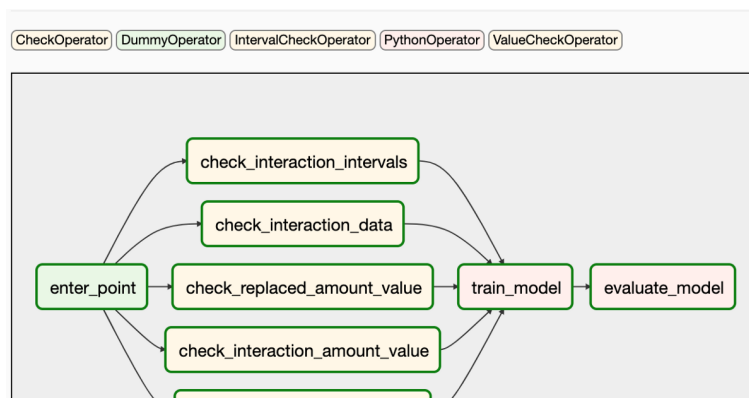 CheckOperator DummyOperator IntervalCheckOperator PythonOperator ValueCheckOperator
check_interaction_intervals
check_interaction_data
enter_point check_replaced_amount_value train_model evaluate_model
check_interaction_amount_value